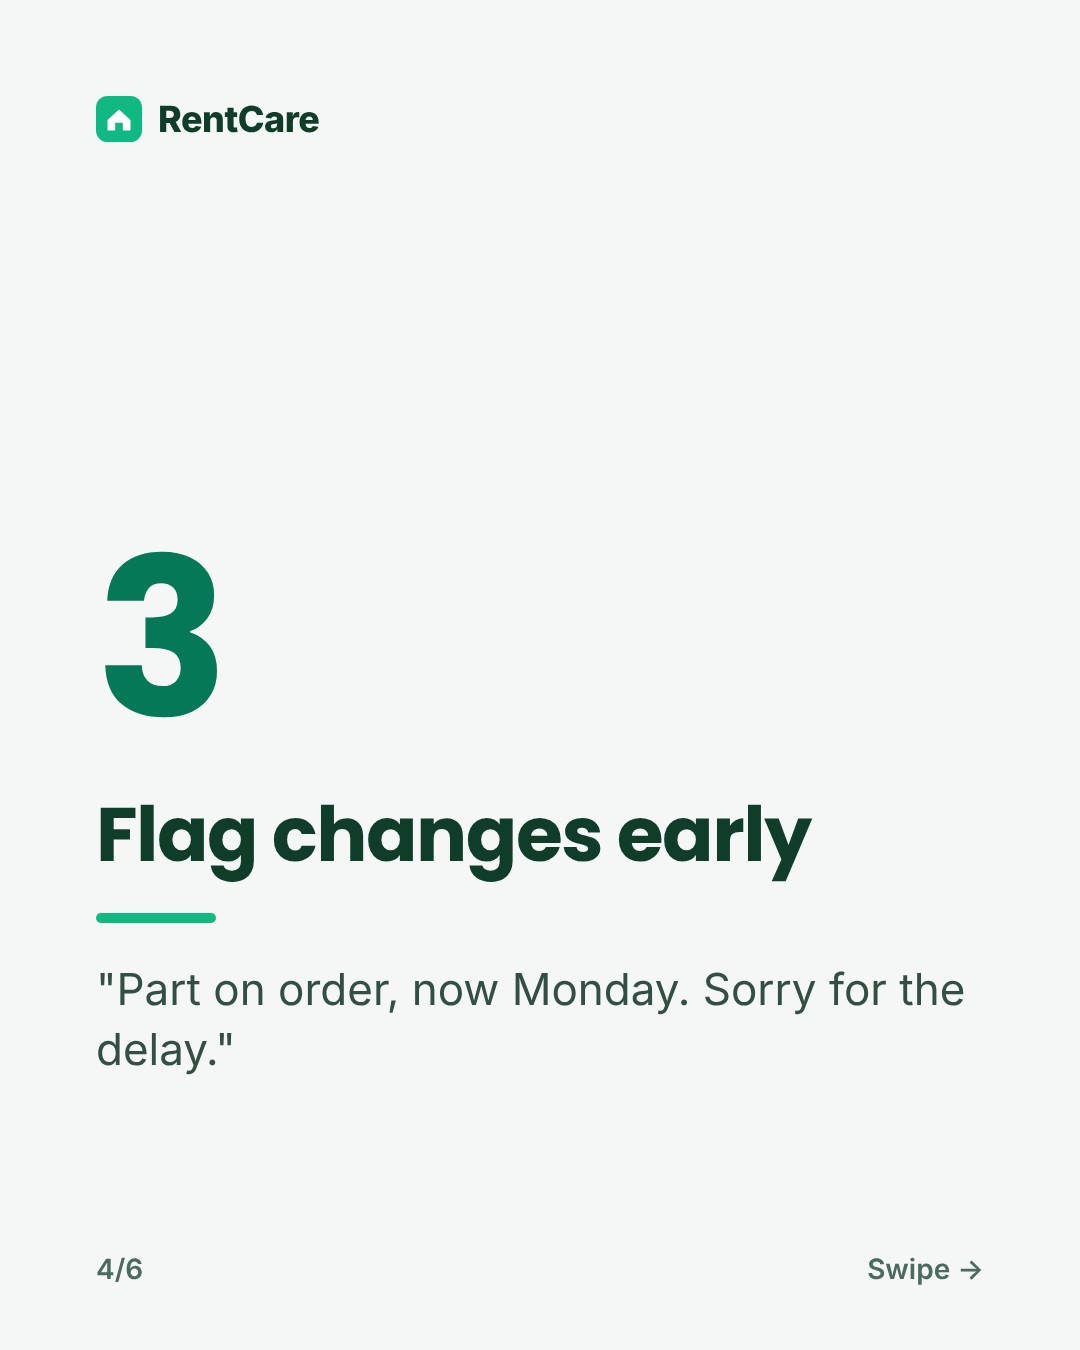 RentCare
3
Flag changes early
"Part on order, now Monday. Sorry for the
delay."
4/6
Swipe →